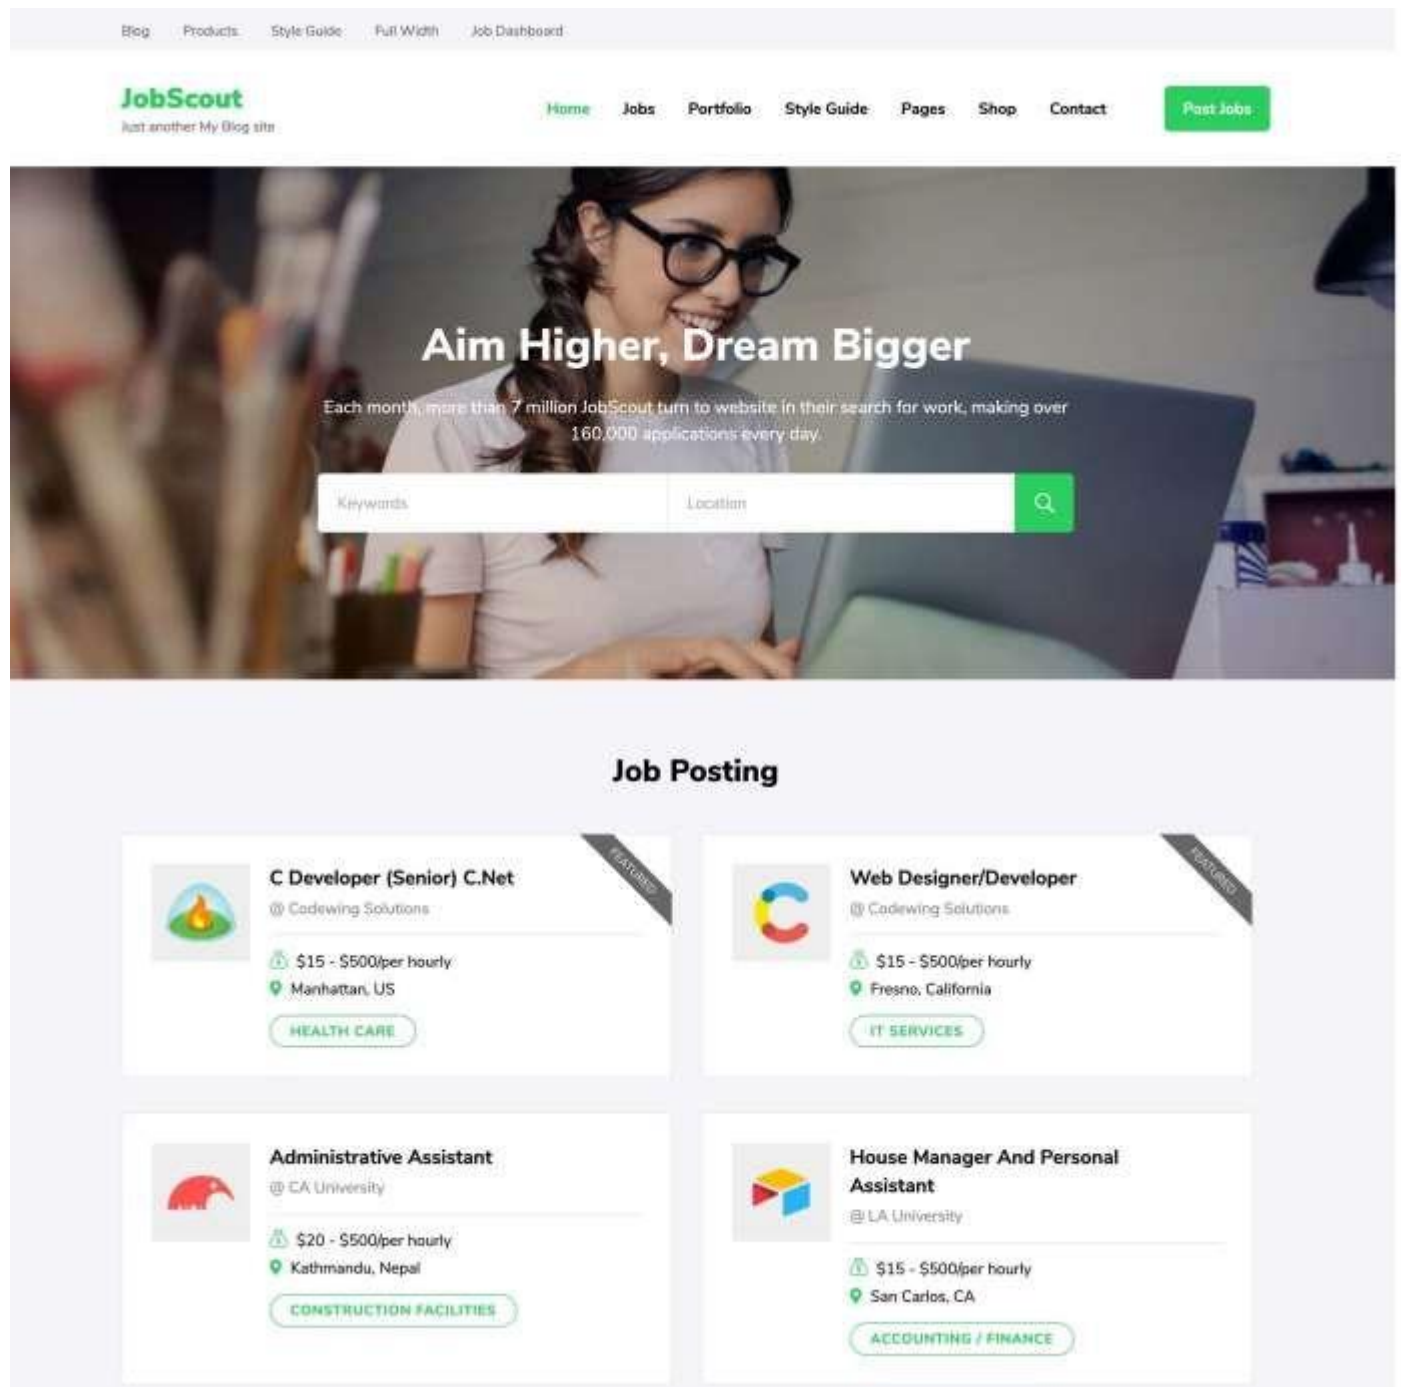 Blog Products Style Guide Full Width Job Dashboard
JobScout
Just another My Blog site
Home Jobs Portfolio Style Guide Pages Shop Contact Post Jobs
Aim Higher, Dream Bigger
Each month, more than 7 million JobScout turn to website in their search for work, making over
160,000 applications every day.
Keywords Location
Job Posting
FEATURED
C Developer (Senior) C.Net
@ Codewing Solutions
$15 - $500/per hourly
Manhattan, US
HEALTH CARE
FEATURED
Web Designer/Developer
@ Codewing Solutions
$15 - $500/per hourly
Fresno, California
IT SERVICES
Administrative Assistant
@ CA University
$20 - $500/per hourly
Kathmandu, Nepal
CONSTRUCTION FACILITIES
House Manager And Personal
Assistant
@ LA University
$15 - $500/per hourly
San Carlos, CA
ACCOUNTING / FINANCE